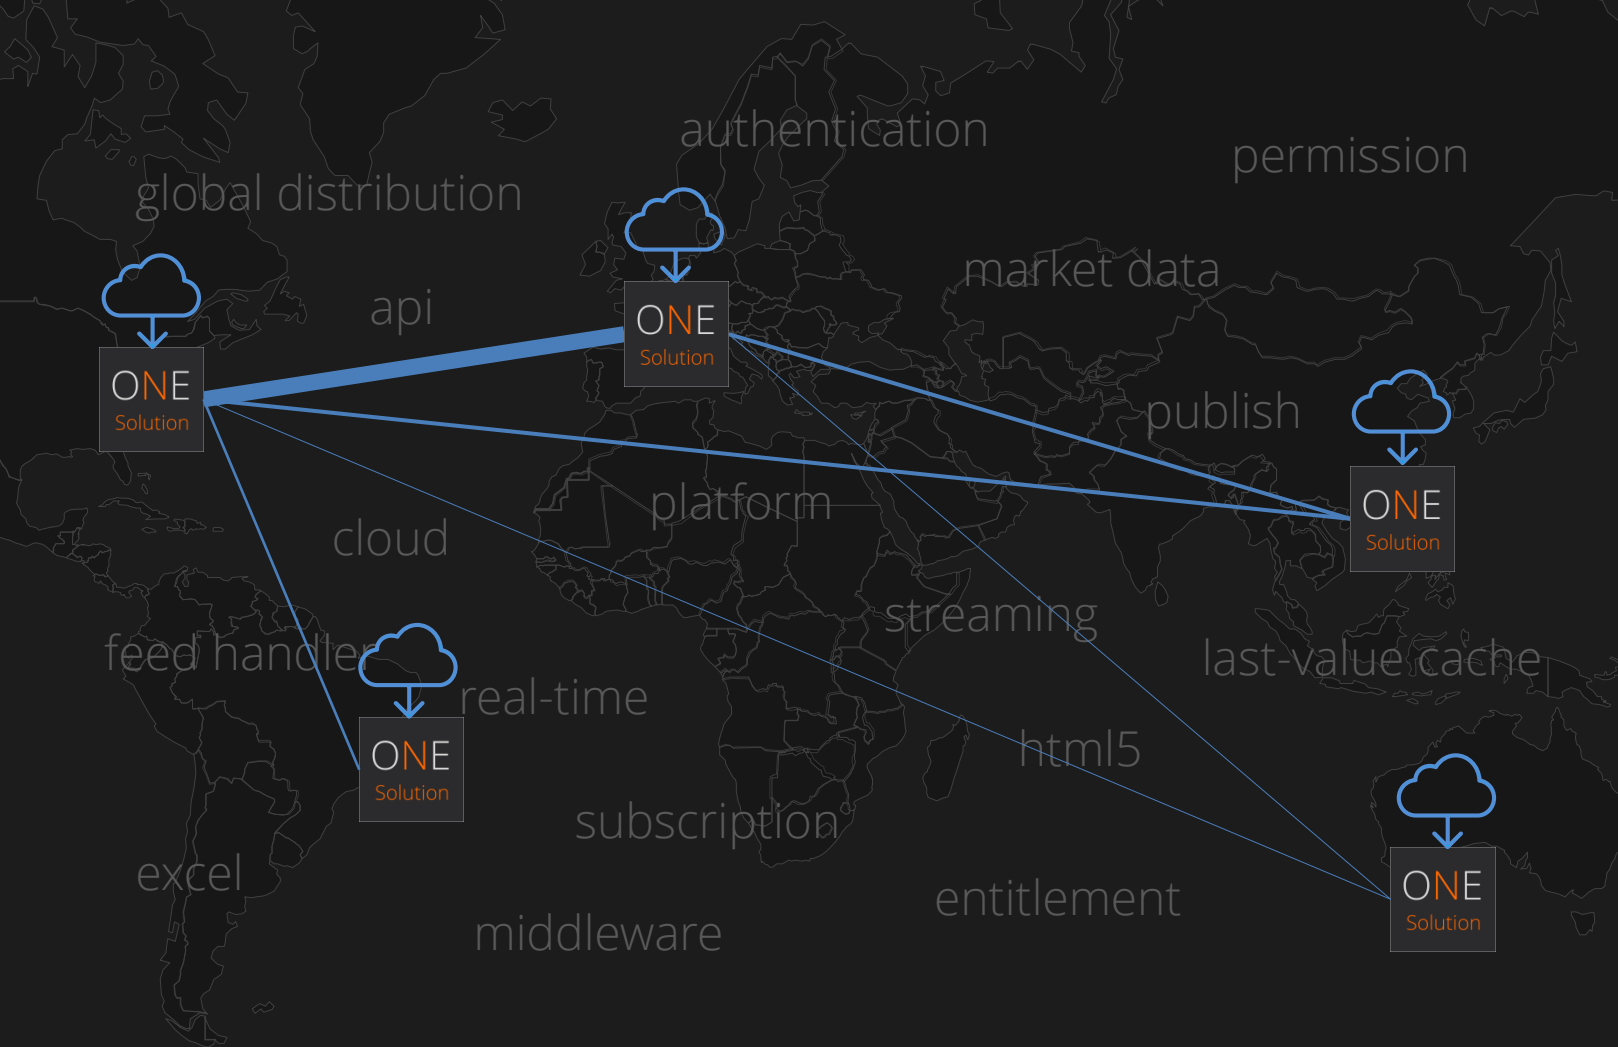 authentication
permission
global distribution
market data
api
ONE
Solution
ONE
Solution
publish
platform
ONE
Solution
cloud
streaming
feed handler
last-value cache
real-time
html5
ONE
Solution
subscription
excel
entitlement
ONE
Solution
middleware